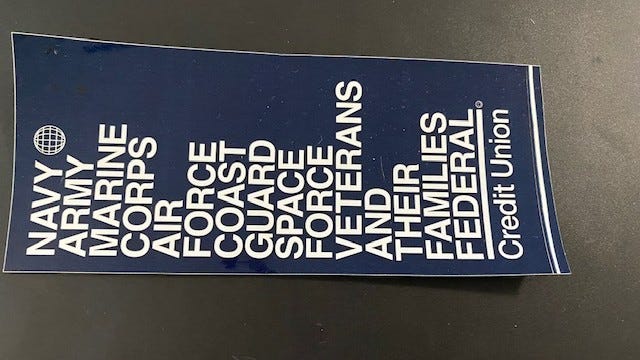 NAVY
ARMY
MARINE
CORPS
AIR
FORCE
COAST
GUARD
SPACE
FORCE
VETERANS
AND
THEIR
FAMILIES
FEDERAL
Credit Union